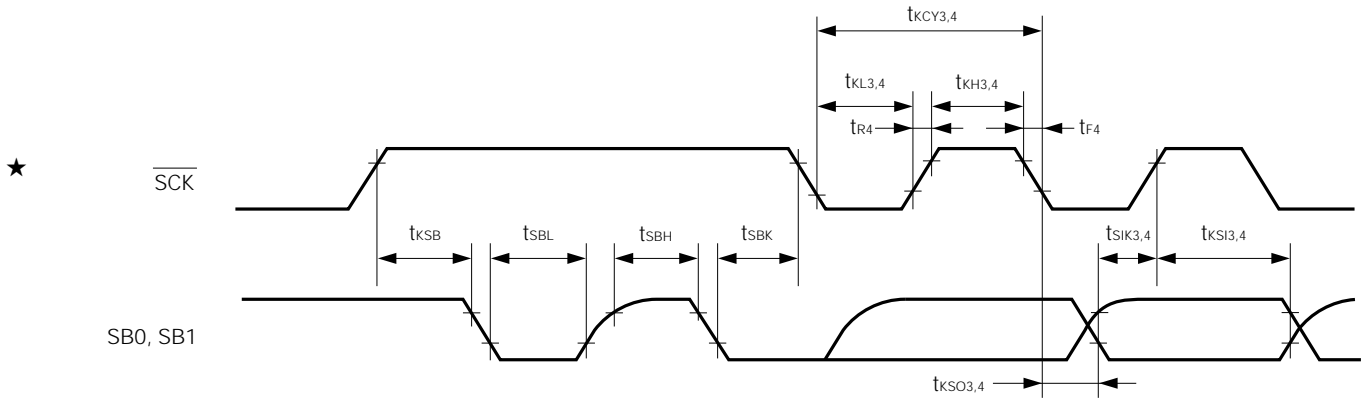 tKCY3,4
tKL3,4 tKH3,4
tR4 tF4
★ SCK
tKSB tSBL tSBH tSBK tSIK3,4 tKSI3,4
SB0, SB1
tKSO3,4